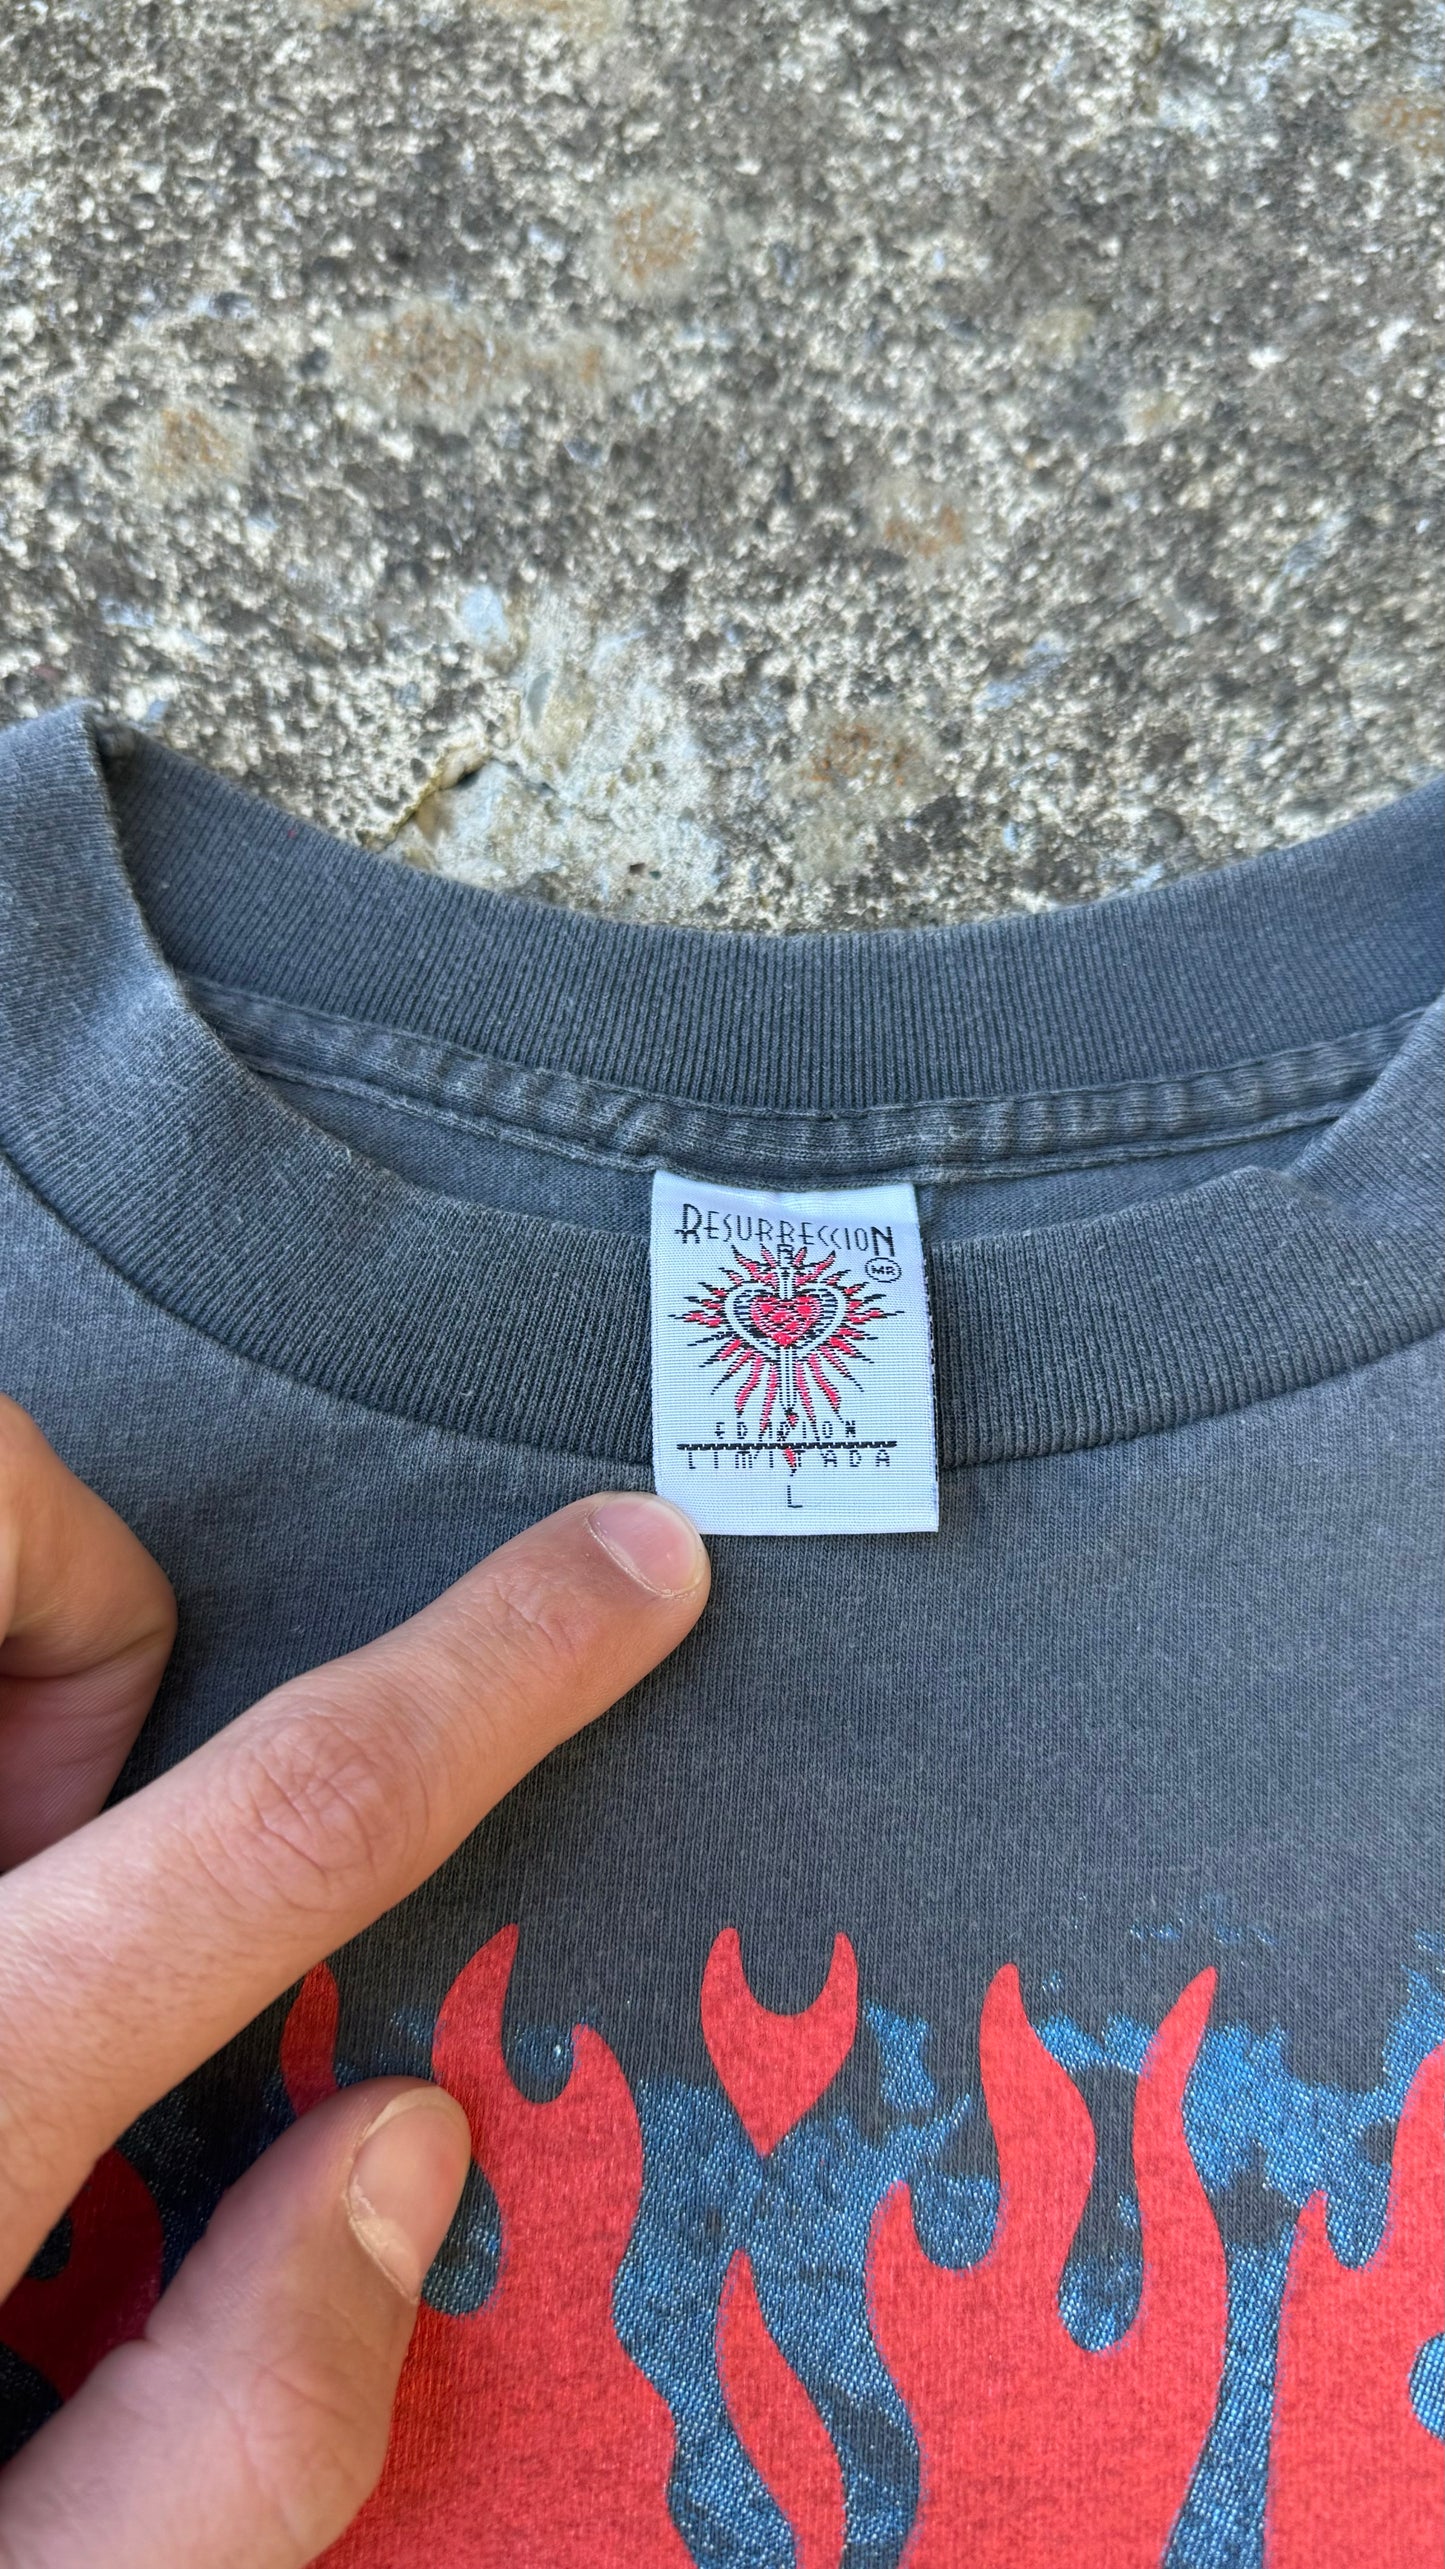 RESURRECCION
MR
EDICION
LIMITADA
L